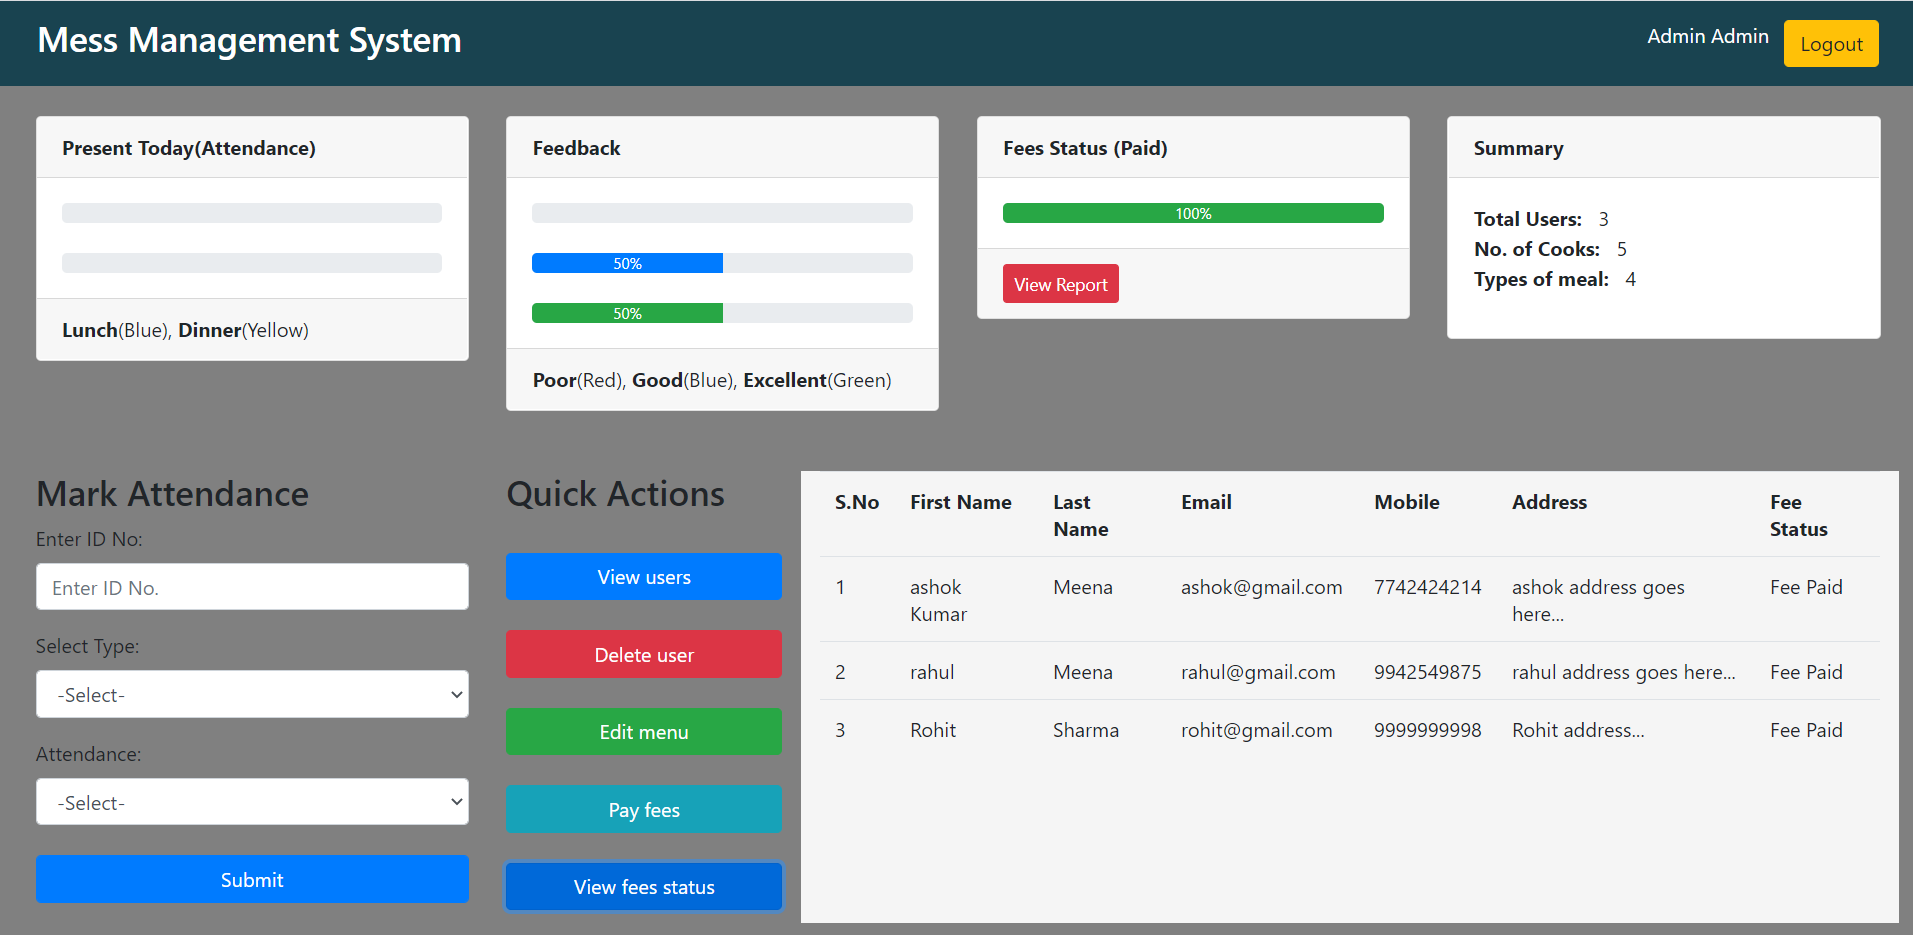 Mess Management System
Admin Admin
Logout
Present Today(Attendance)
Lunch(Blue), Dinner(Yellow)
Feedback
50%
50%
Poor(Red), Good(Blue), Excellent(Green)
Fees Status (Paid)
100%
View Report
Summary
Total Users: 3
No. of Cooks: 5
Types of meal: 4
Mark Attendance
Enter ID No:
Enter ID No.
Select Type:
-Select-
Attendance:
-Select-
Submit
Quick Actions
View users
Delete user
Edit menu
Pay fees
View fees status
S.No First Name Last Name Email Mobile Address Fee Status
1 ashok Kumar Meena ashok@gmail.com 7742424214 ashok address goes here... Fee Paid
2 rahul Meena rahul@gmail.com 9942549875 rahul address goes here... Fee Paid
3 Rohit Sharma rohit@gmail.com 9999999998 Rohit address... Fee Paid